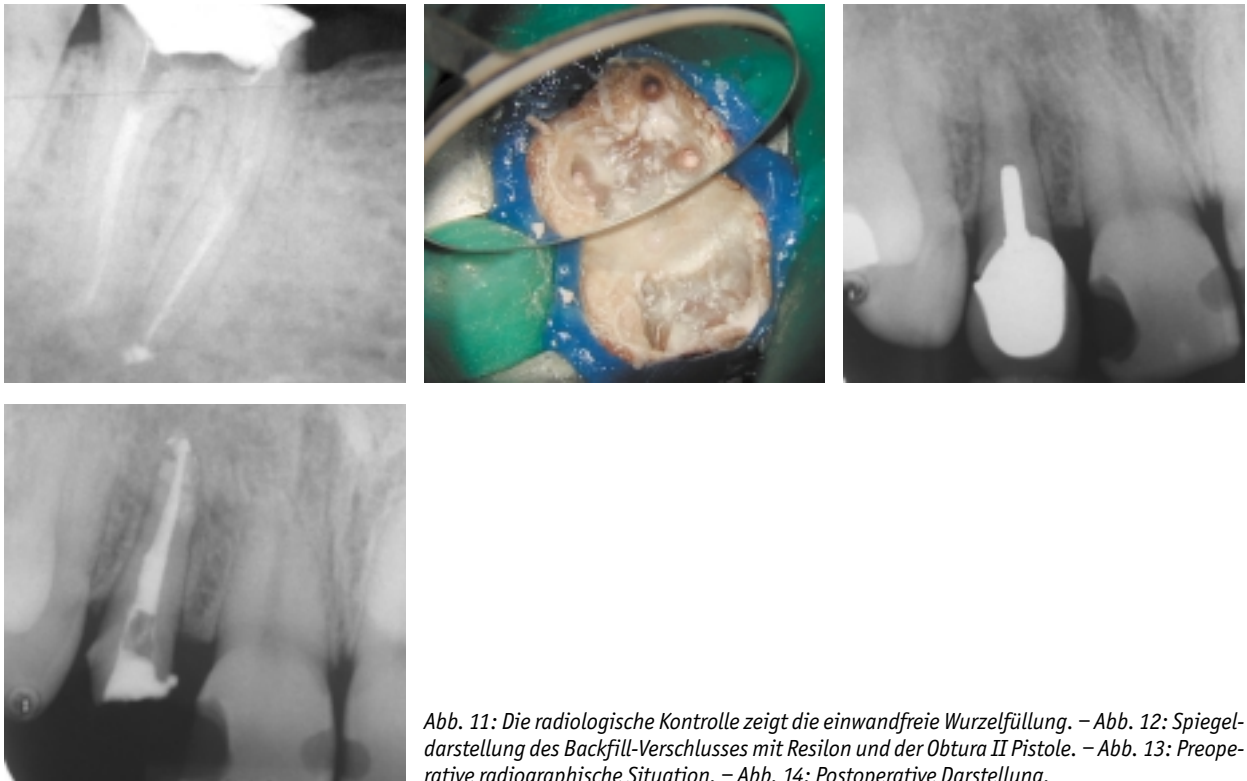 Abb. 11: Die radiologische Kontrolle zeigt die einwandfreie Wurzelfüllung. – Abb. 12: Spiegel-
darstellung des Backfill-Verschlusses mit Resilon und der Obtura II Pistole. – Abb. 13: Preope-
rative radiographische Situation. – Abb. 14: Postoperative Darstellung.